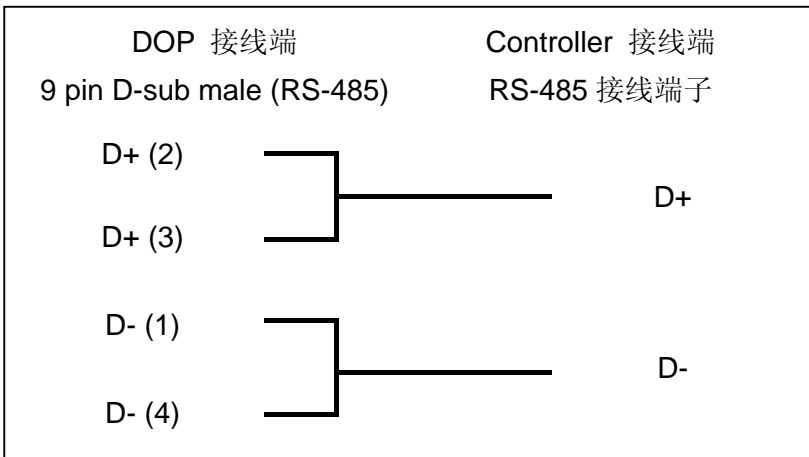 DOP 接线端 Controller 接线端
9 pin D-sub male (RS-485) RS-485 接线端子
D+ (2)
D+
D+ (3)
D- (1)
D-
D- (4)